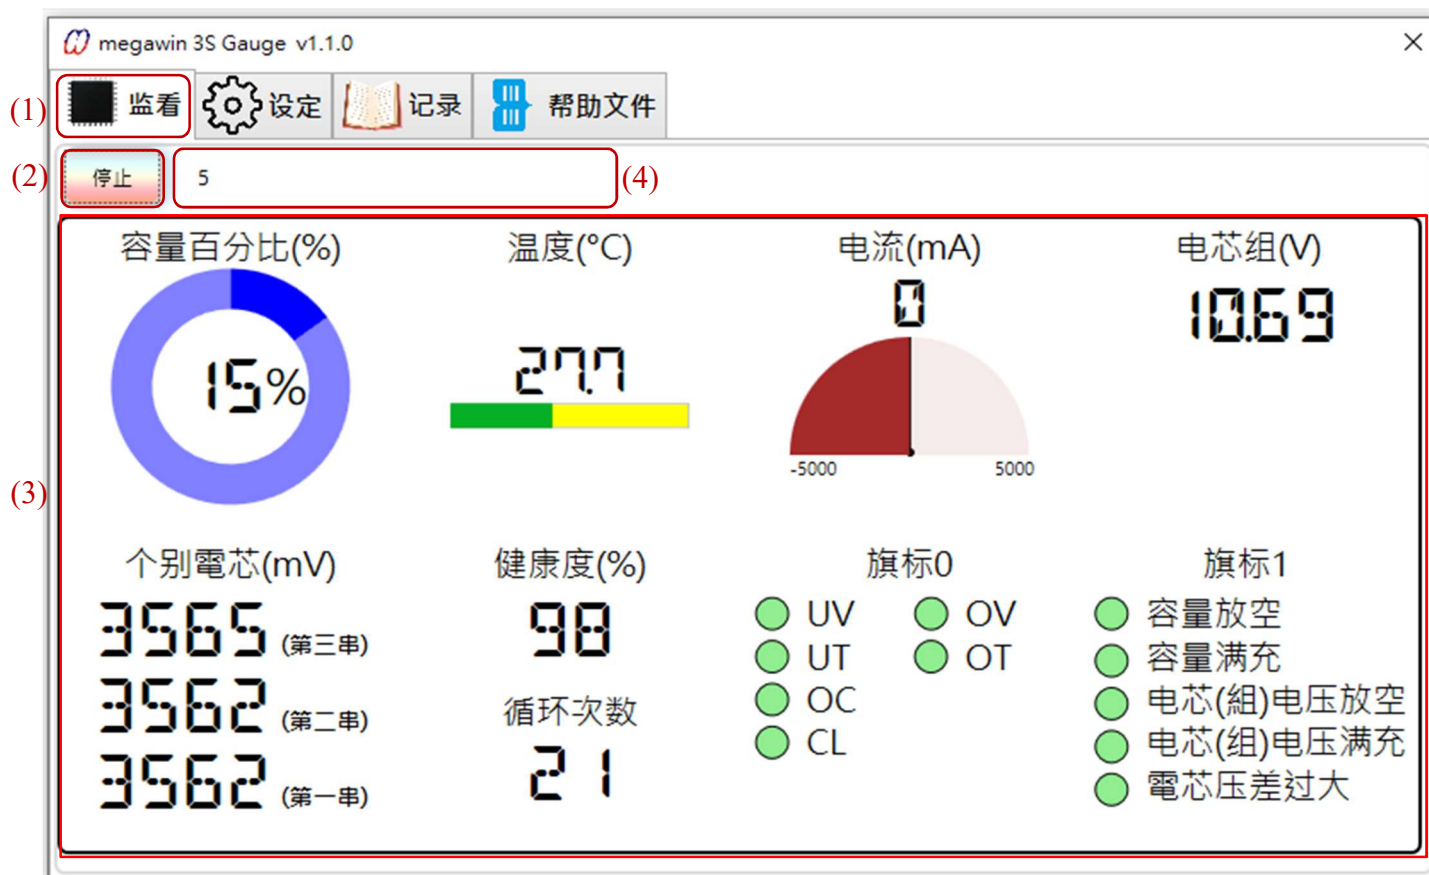 megawin 3S Gauge v1.1.0
(1) 监看 设定 记录 帮助文件
(2) 停止 5 (4)
容量百分比(%) 温度(°C) 电流(mA) 电芯组(V)
0 10.69
15% 27.7
-5000 5000
(3)
个别電芯(mV) 健康度(%) 旗标0 旗标1
3565 (第三串) 98 UV OV 容量放空
UT OT 容量满充
3562 (第二串) 循环次数 OC 电芯(組)电压放空
CL 电芯(组)电压满充
3562 (第一串) 21 電芯压差过大